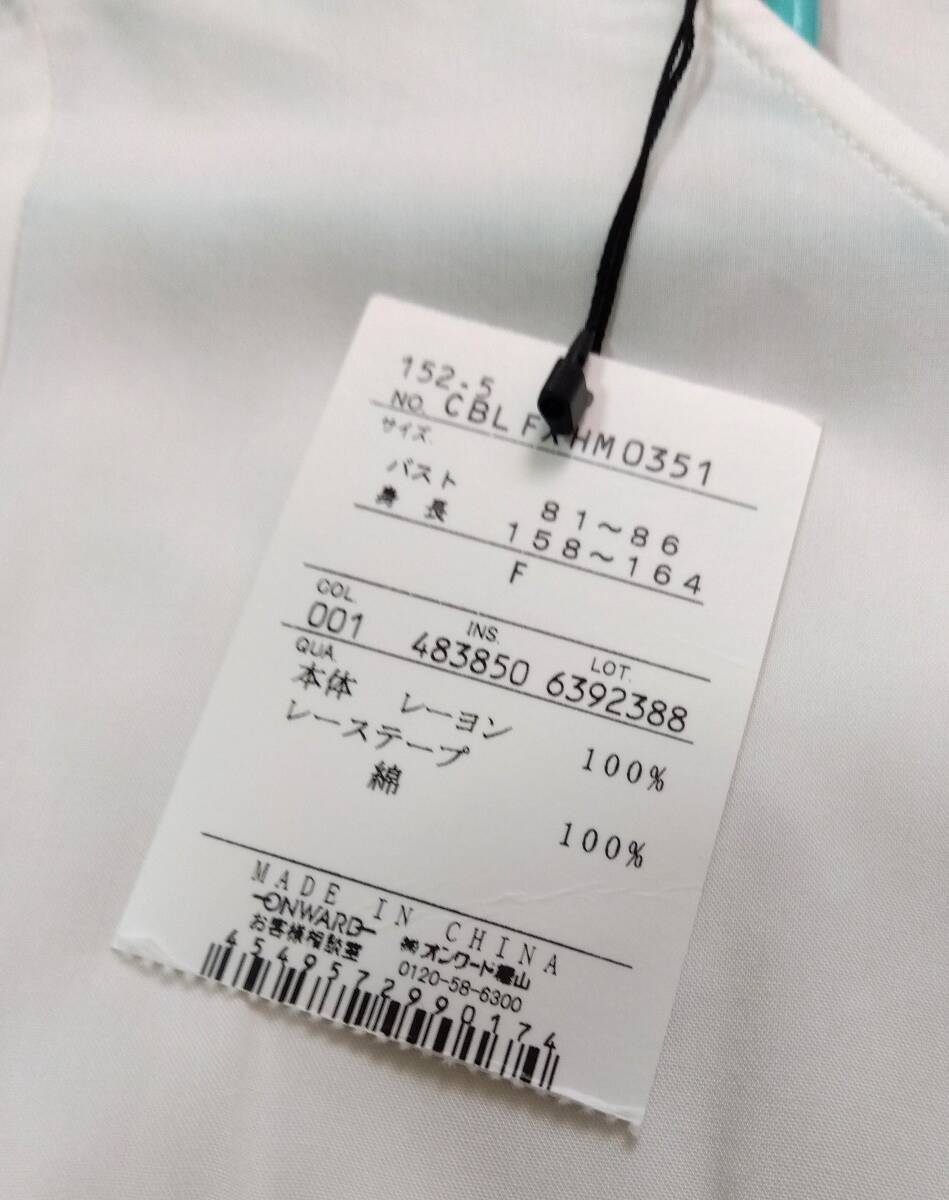 152.5
NO. CBL FX HM0351
サイズ
バスト 81~86
身長 158~164
F
COL. INS. LOT.
001 483850 6392388
QUA.
本体 レーヨン 100%
レーステープ
綿 100%
MADE IN CHINA
ONWARD ㈱オンワード樫山
お客様相談室 0120-58-6300
4549572990174